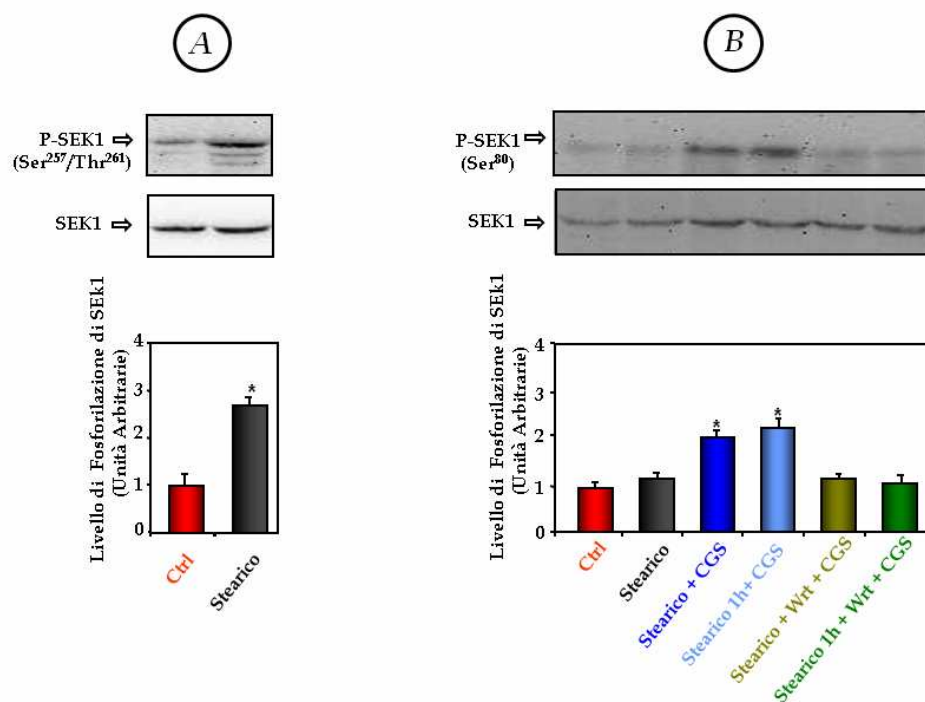 A
P-SEK1
(Ser²⁵⁷/Thr²⁶¹)
SEK1
Livello di Fosforilazione di SEk1
(Unità Arbitrarie)
4
3
2
1
0
*
Ctrl
Stearico
B
P-SEK1
(Ser⁸⁰)
SEK1
Livello di Fosforilazione di SEk1
(Unità Arbitrarie)
4
3
2
1
0
*
*
Ctrl
Stearico
Stearico + CGS
Stearico 1h+ CGS
Stearico + Wrt + CGS
Stearico 1h + Wrt + CGS